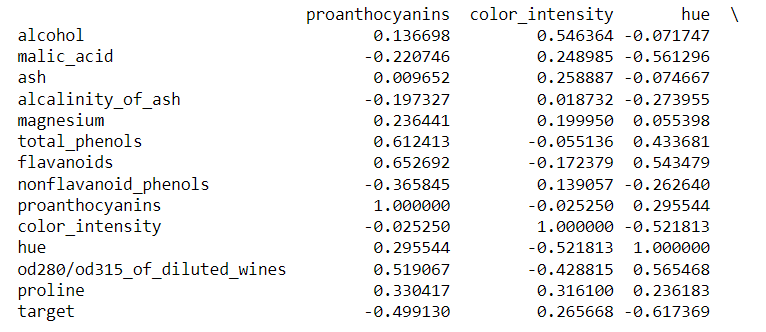 proanthocyanins color_intensity hue \
alcohol 0.136698 0.546364 -0.071747
malic_acid -0.220746 0.248985 -0.561296
ash 0.009652 0.258887 -0.074667
alcalinity_of_ash -0.197327 0.018732 -0.273955
magnesium 0.236441 0.199950 0.055398
total_phenols 0.612413 -0.055136 0.433681
flavanoids 0.652692 -0.172379 0.543479
nonflavanoid_phenols -0.365845 0.139057 -0.262640
proanthocyanins 1.000000 -0.025250 0.295544
color_intensity -0.025250 1.000000 -0.521813
hue 0.295544 -0.521813 1.000000
od280/od315_of_diluted_wines 0.519067 -0.428815 0.565468
proline 0.330417 0.316100 0.236183
target -0.499130 0.265668 -0.617369